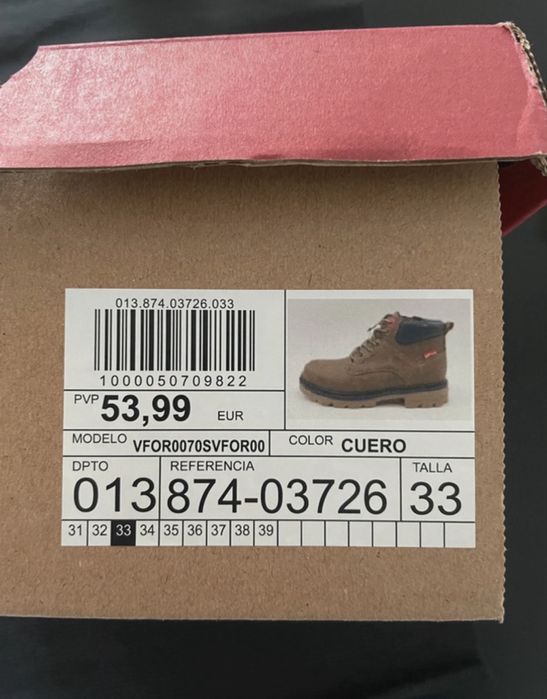 013.874.03726.033
1000050709822
PVP 53,99 EUR
MODELO VFOR0070SVFOR00 COLOR CUERO
DPTO REFERENCIA TALLA
013 874-03726 33
31 32 33 34 35 36 37 38 39